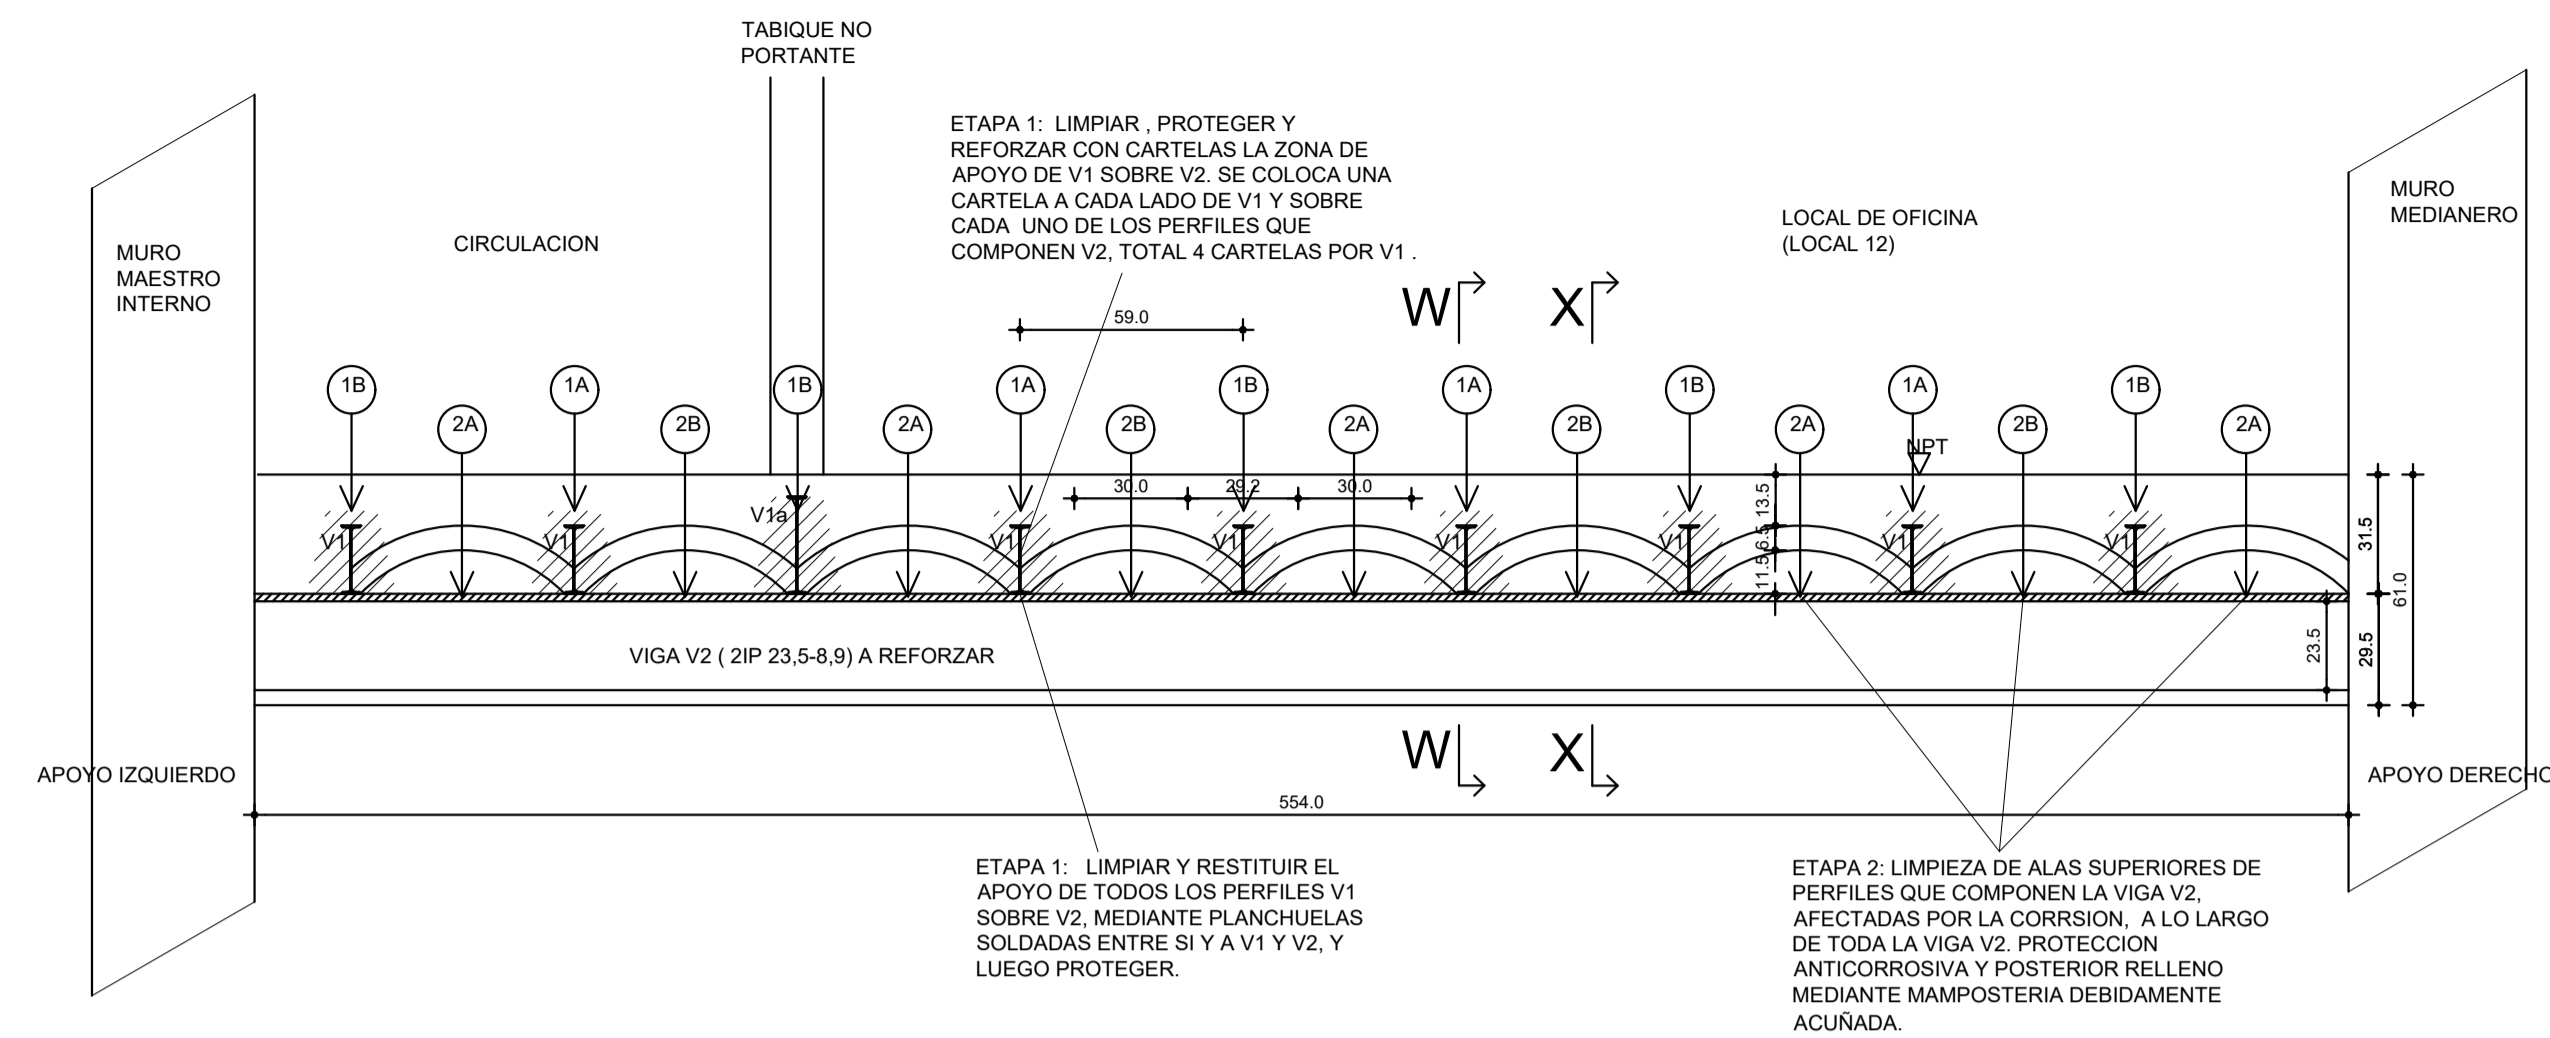 TABIQUE NO
PORTANTE
ETAPA 1: LIMPIAR , PROTEGER Y
REFORZAR CON CARTELAS LA ZONA DE
APOYO DE V1 SOBRE V2. SE COLOCA UNA
CARTELA A CADA LADO DE V1 Y SOBRE
CADA UNO DE LOS PERFILES QUE
COMPONEN V2, TOTAL 4 CARTELAS POR V1 .
MURO
MAESTRO
INTERNO
CIRCULACION
LOCAL DE OFICINA
(LOCAL 12)
MURO
MEDIANERO
W X
59.0
1B 1A 1B 1A 1B 1A 1B 1A 1B
2A 2B 2A 2B 2A 2B 2A 2B 2A
NPT
30.0 29.2 30.0
13.5
6.5
11.5
V1 V1 V1a V1 V1 V1 V1 V1 V1
31.5
61.0
29.5
23.5
VIGA V2 ( 2IP 23,5-8,9) A REFORZAR
W X
APOYO IZQUIERDO
APOYO DERECHO
554.0
ETAPA 1: LIMPIAR Y RESTITUIR EL
APOYO DE TODOS LOS PERFILES V1
SOBRE V2, MEDIANTE PLANCHUELAS
SOLDADAS ENTRE SI Y A V1 Y V2, Y
LUEGO PROTEGER.
ETAPA 2: LIMPIEZA DE ALAS SUPERIORES DE
PERFILES QUE COMPONEN LA VIGA V2,
AFECTADAS POR LA CORRSION, A LO LARGO
DE TODA LA VIGA V2. PROTECCION
ANTICORROSIVA Y POSTERIOR RELLENO
MEDIANTE MAMPOSTERIA DEBIDAMENTE
ACUÑADA.